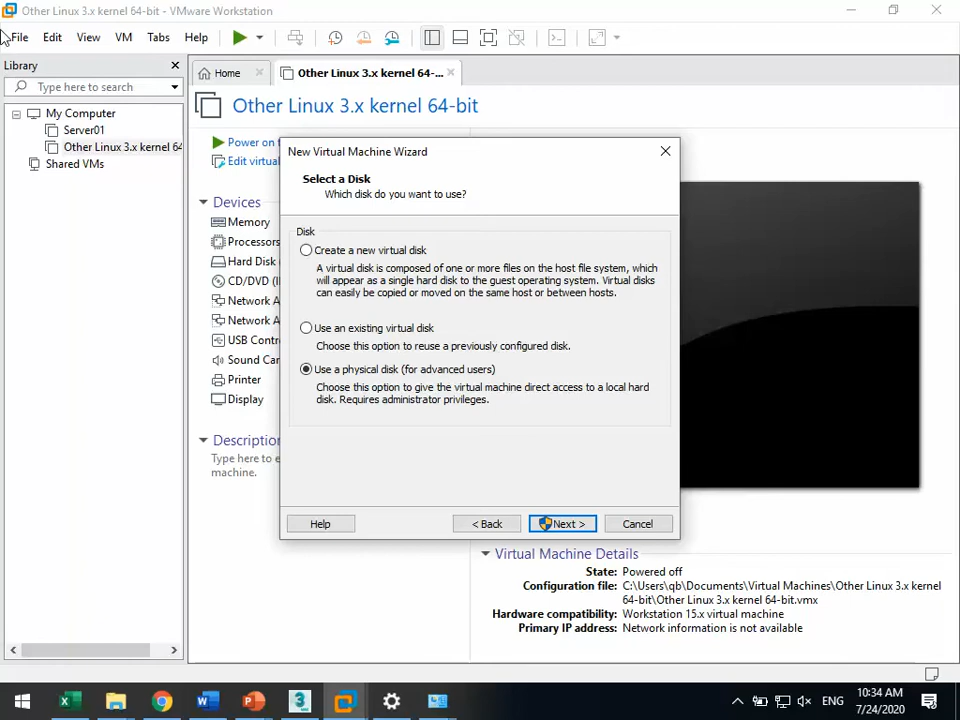 Other Linux 3.x kernel 64-bit - VMware Workstation
File Edit View VM Tabs Help
Library
Type here to search
Home
Other Linux 3.x kernel 64-...
My Computer
Server01
Other Linux 3.x kernel 64
Shared VMs
Other Linux 3.x kernel 64-bit
Power on t
Edit virtua
Devices
Memory
Processors
Hard Disk (
CD/DVD (I
Network A
Network A
USB Contr
Sound Car
Printer
Display
Description
Type here to e
machine.
New Virtual Machine Wizard
Select a Disk
Which disk do you want to use?
Disk
Create a new virtual disk
A virtual disk is composed of one or more files on the host file system, which
will appear as a single hard disk to the guest operating system. Virtual disks
can easily be copied or moved on the same host or between hosts.
Use an existing virtual disk
Choose this option to reuse a previously configured disk.
Use a physical disk (for advanced users)
Choose this option to give the virtual machine direct access to a local hard
disk. Requires administrator privileges.
Help
< Back
Next >
Cancel
Virtual Machine Details
State: Powered off
Configuration file: C:\Users\qb\Documents\Virtual Machines\Other Linux 3.x kernel
64-bit\Other Linux 3.x kernel 64-bit.vmx
Hardware compatibility: Workstation 15.x virtual machine
Primary IP address: Network information is not available
ENG
10:34 AM
7/24/2020